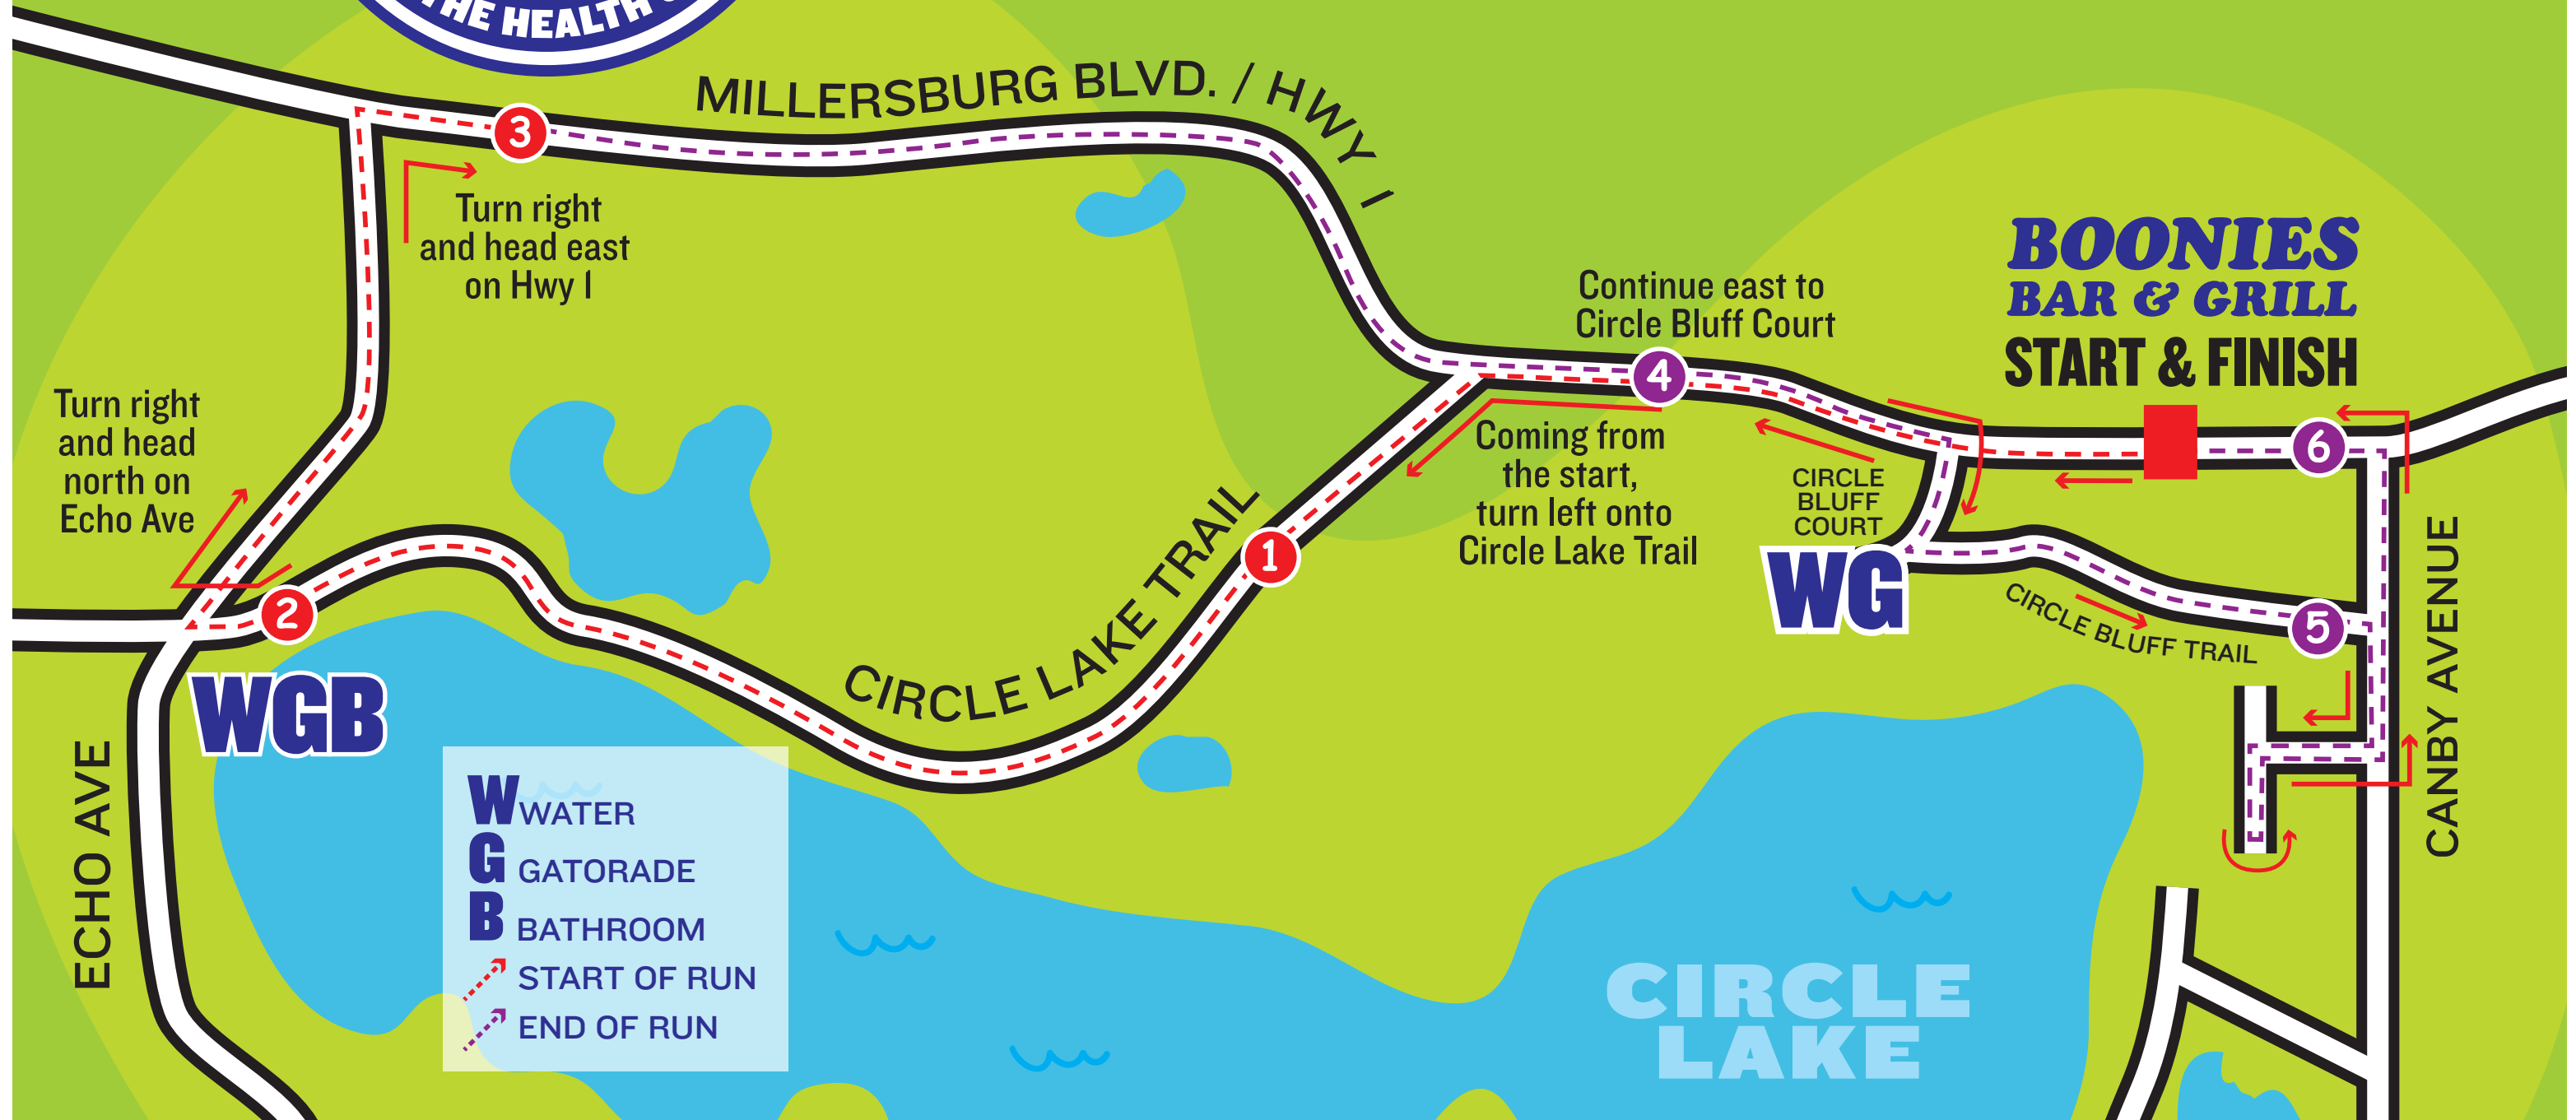 THE HEALTH
MILLERSBURG BLVD. / HWY 1
3
Turn right
and head east
on Hwy 1
Continue east to
Circle Bluff Court
4
BOONIES
BAR & GRILL
START & FINISH
6
Turn right
and head
north on
Echo Ave
Coming from
the start,
turn left onto
Circle Lake Trail
CIRCLE
BLUFF
COURT
WG
1
2
CIRCLE LAKE TRAIL
CIRCLE BLUFF TRAIL
5
CANBY AVENUE
WGB
ECHO AVE
W WATER
G GATORADE
B BATHROOM
START OF RUN
END OF RUN
CIRCLE
LAKE